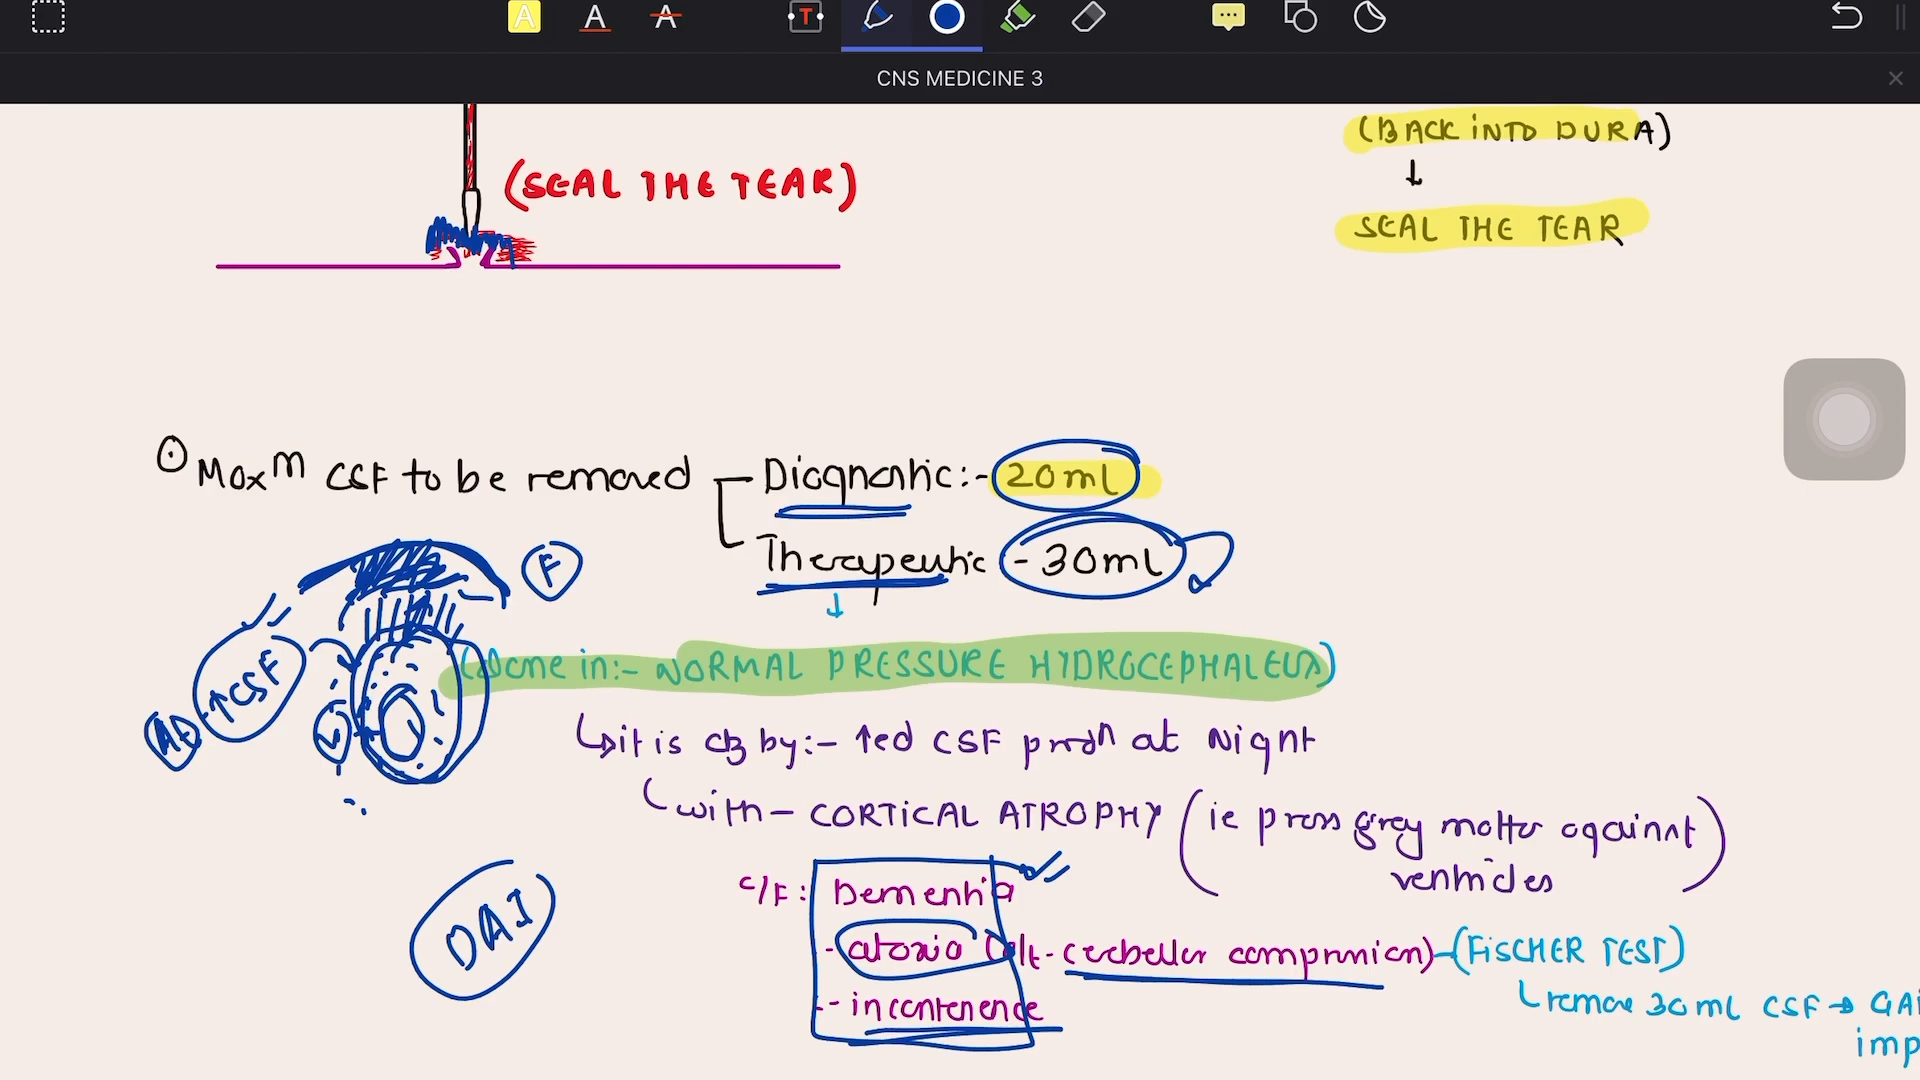 A A A T
CNS MEDICINE 3
(SEAL THE TEAR)
(BACK iNTO DURA)
↓
SEAL THE TEAR
Maxm CSF to be removed
Diagnostic:- 20ml
Therapeutic - 30ml
↓
F
↑CSF
(done in:- NORMAL PRESSURE HYDROCEPHALEUS)
↳it is c/s by:- ↑ed CSF prodn at Night
with - CORTiCAL ATROPHY (ie press grey matter against
ventricles
)
c/F: Dementia
- ataxia (d/t- cerebeller compression) - (FiSCHER TEST)
↳remove 30ml CSF → GAi
imp
- incontenence
DAI